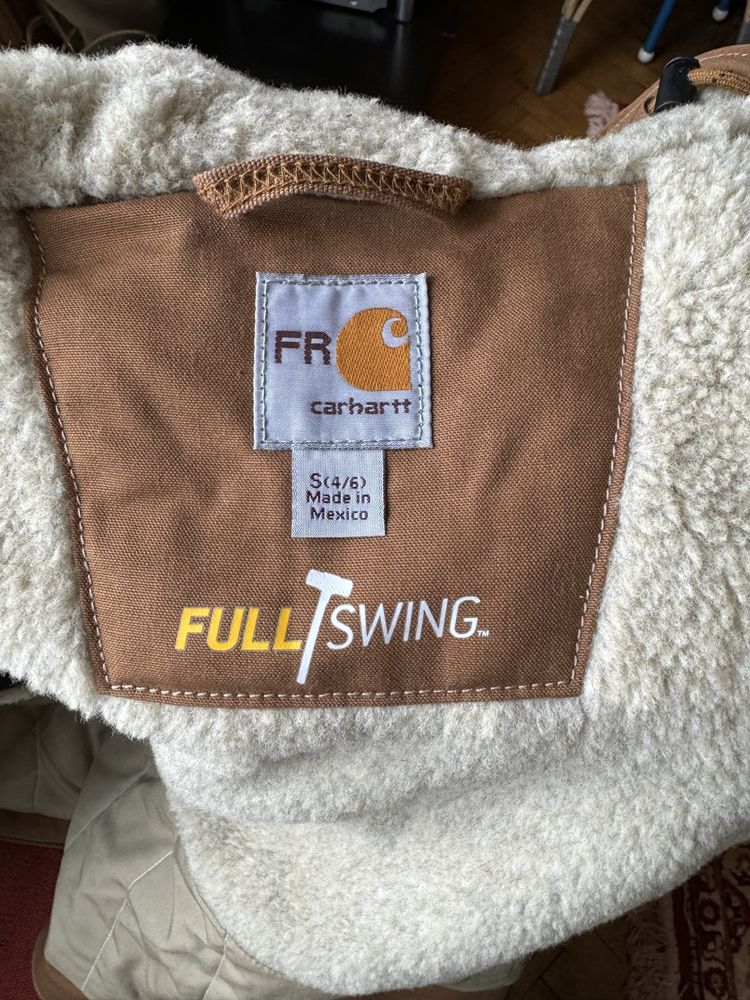 FR
carhartt
S(4/6)
Made in
Mexico
FULL SWING™